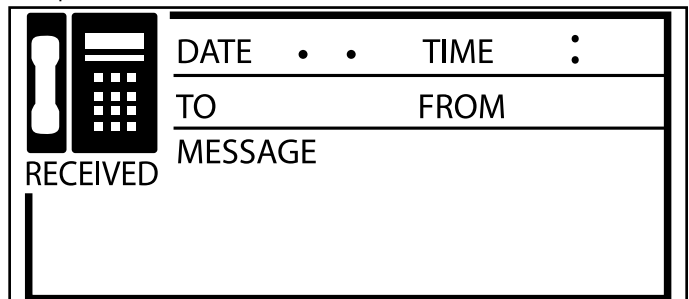 DATE . . TIME :
TO FROM
MESSAGE
RECEIVED